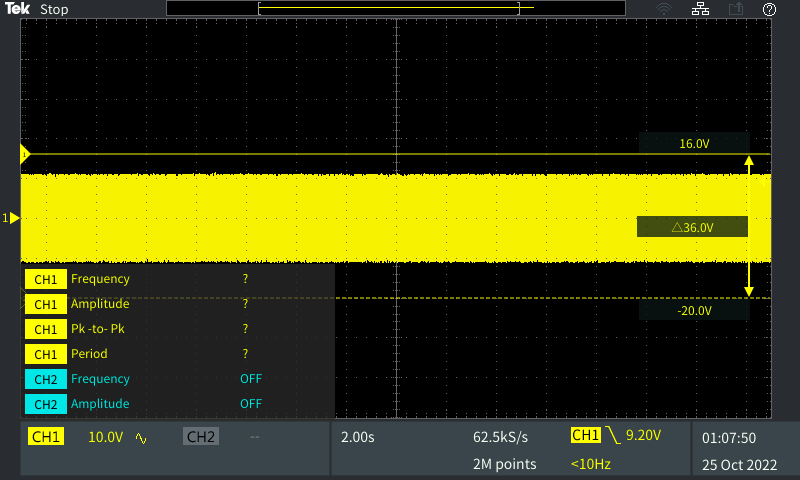 Tek Stop
1
16.0V
1
△36.0V
CH1 Frequency ?
CH1 Amplitude ?
-20.0V
CH1 Pk -to- Pk ?
CH1 Period ?
CH2 Frequency OFF
CH2 Amplitude OFF
CH1 10.0V CH2 -- 2.00s 62.5kS/s CH1 9.20V 01:07:50
2M points <10Hz 25 Oct 2022